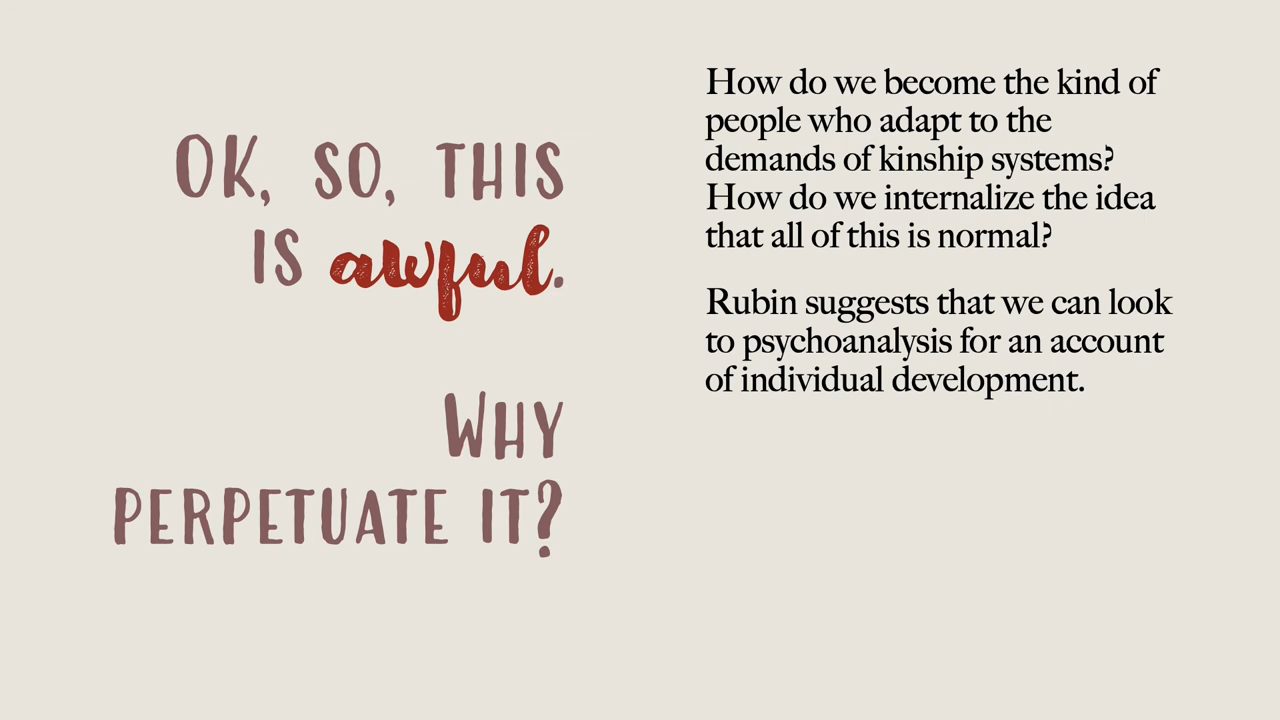 OK, SO, THIS
IS awful.
WHY
PERPETUATE IT?
How do we become the kind of
people who adapt to the
demands of kinship systems?
How do we internalize the idea
that all of this is normal?
Rubin suggests that we can look
to psychoanalysis for an account
of individual development.